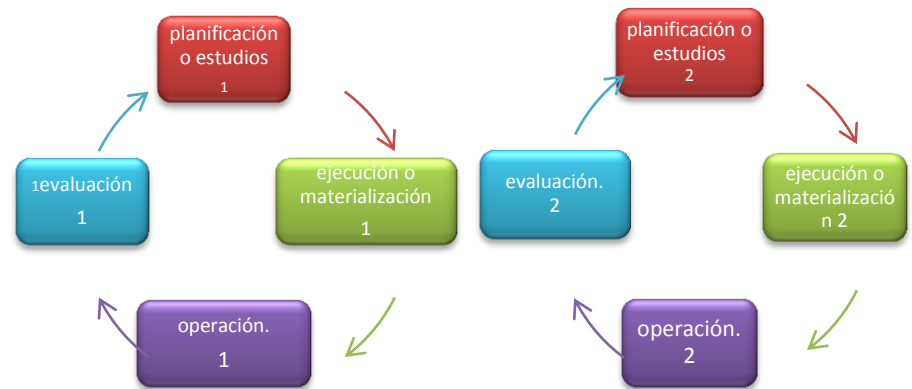 planificación
o estudios
1
ejecución o
materialización
1
operación.
1
1evaluación
1
planificación o
estudios
2
ejecución o
materializació
n 2
operación.
2
evaluación.
2